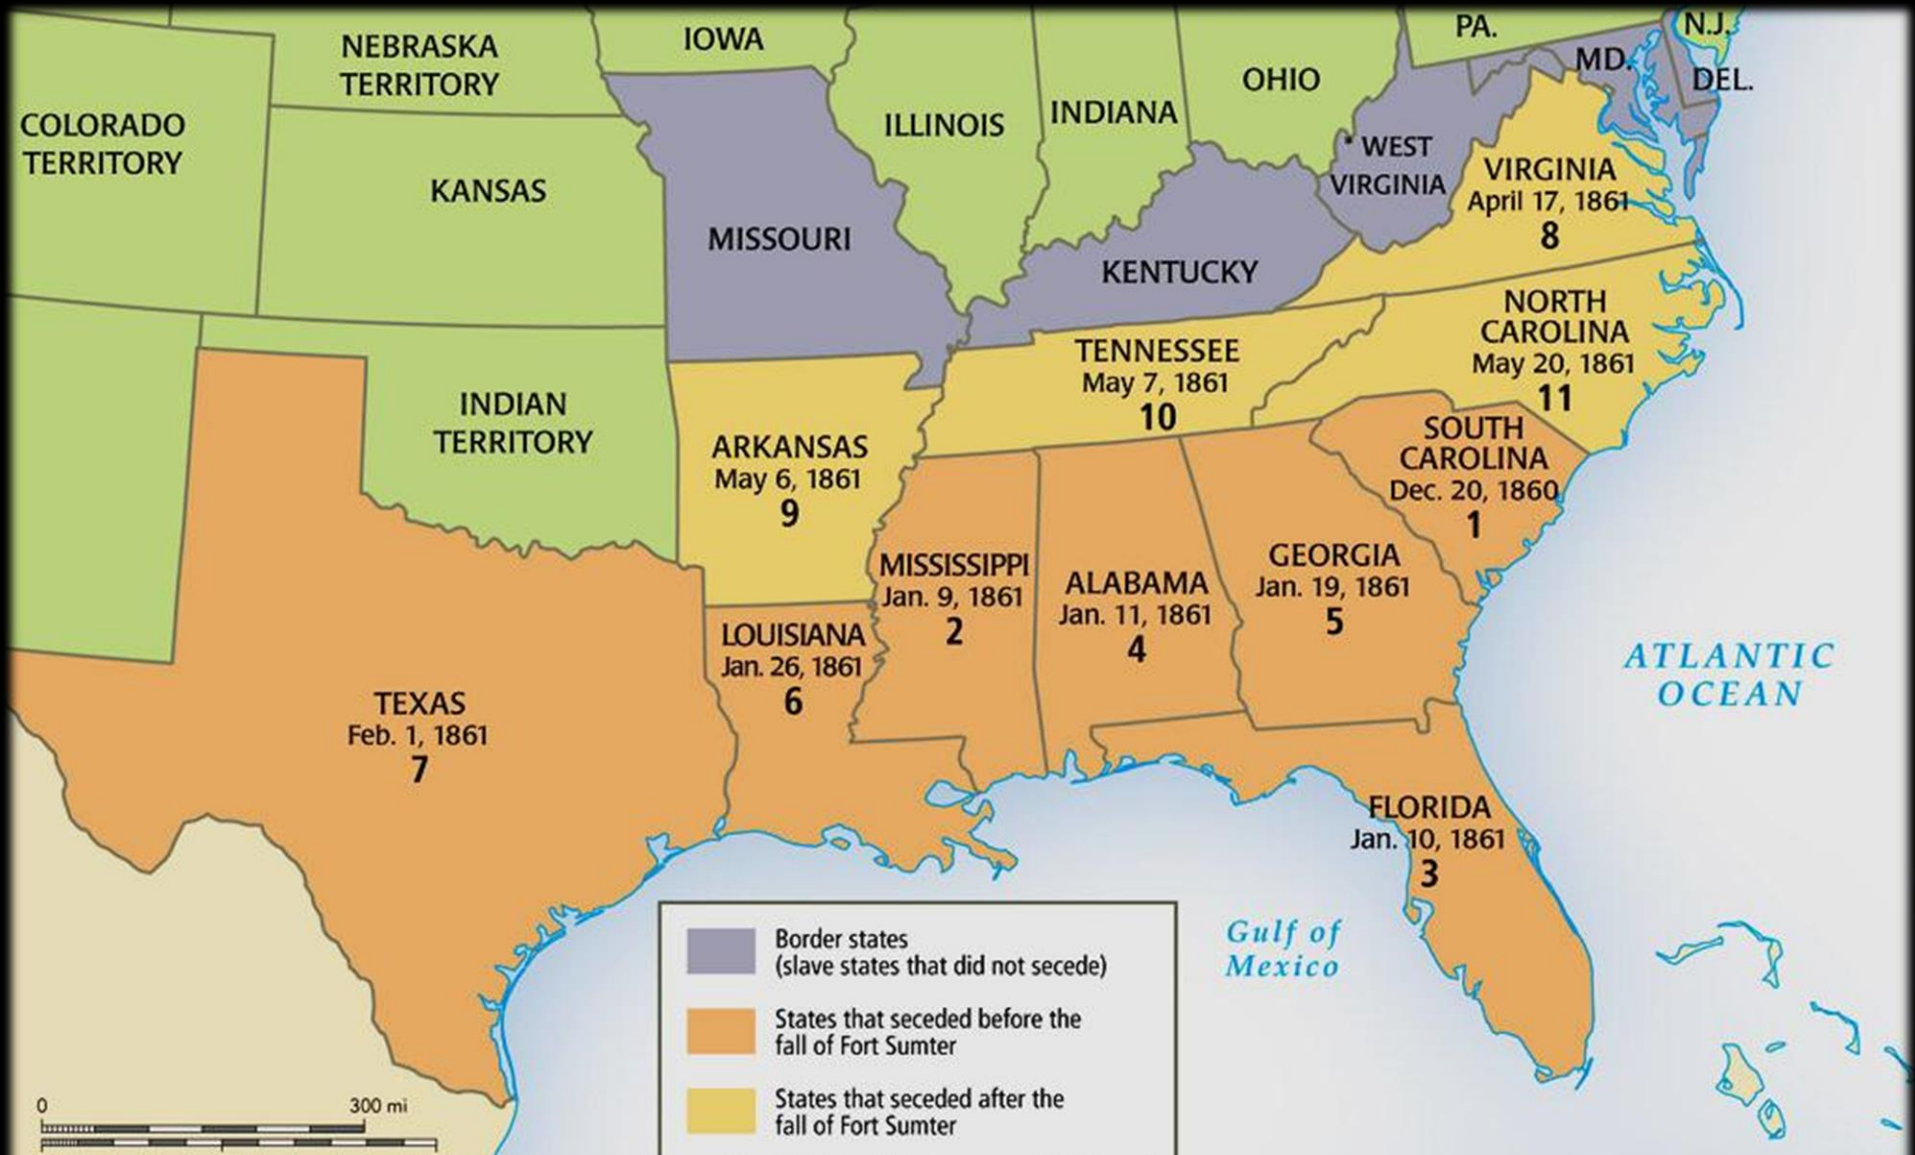 NEBRASKA
TERRITORY
IOWA
PA.
N.J.
MD.
DEL.
OHIO
COLORADO
TERRITORY
ILLINOIS
INDIANA
WEST
VIRGINIA
KANSAS
VIRGINIA
April 17, 1861
8
MISSOURI
KENTUCKY
NORTH
CAROLINA
May 20, 1861
11
TENNESSEE
May 7, 1861
10
INDIAN
TERRITORY
ARKANSAS
May 6, 1861
9
SOUTH
CAROLINA
Dec. 20, 1860
1
MISSISSIPPI
Jan. 9, 1861
2
ALABAMA
Jan. 11, 1861
4
GEORGIA
Jan. 19, 1861
5
LOUISIANA
Jan. 26, 1861
6
TEXAS
Feb. 1, 1861
7
ATLANTIC
OCEAN
FLORIDA
Jan. 10, 1861
3
Gulf of
Mexico
Border states
(slave states that did not secede)
States that seceded before the
fall of Fort Sumter
States that seceded after the
fall of Fort Sumter
0 300 mi